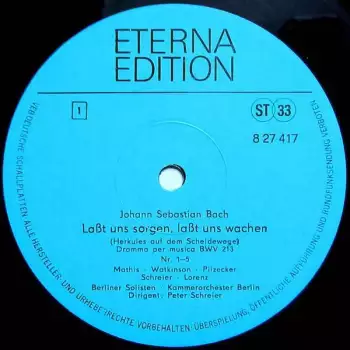 ETERNA
EDITION
1
ST 33
8 27 417
Johann Sebastian Bach
Laßt uns sorgen, laßt uns wachen
(Herkules auf dem Scheidewege)
Dramma per musica BWV 213
Nr. 1–5
Mathis – Watkinson – Pilzecker
Schreier – Lorenz
Berliner Solisten Kammerorchester Berlin
Dirigent: Peter Schreier
VEB DEUTSCHE SCHALLPLATTEN ALLE HERSTELLER- UND URHEBERRECHTE VORBEHALTEN: ÜBERSPIELUNG, ÖFFENTLICHE AUFFÜHRUNG UND RUNDFUNKSENDUNG VERBOTEN